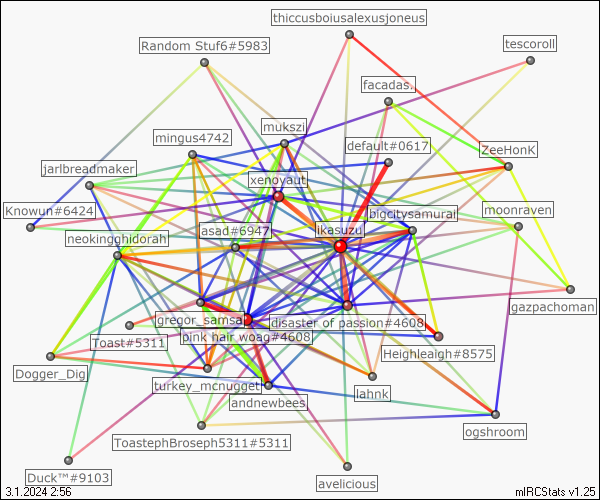 thiccusboiusalexusjoneus
Random Stuf6#5983
tescoroll
facadas.
mukszi
mingus4742
default#0617
ZeeHonK
jarlbreadmaker
xenoyaut
Knowun#6424
bigcitysamurai
moonraven
asad#6947
ikasuzu
neokingghidorah
gazpachoman
gregor_samsa
disaster of passion#4608
pink hair woag#4608
Toast#5311
Heighleaigh#8575
Dogger_Dig
turkey_mcnugget
lahnk
andnewbees
ogshroom
ToastephBroseph5311#5311
Duck™#9103
avelicious
3.1.2024 2:56
mIRCStats v1.25